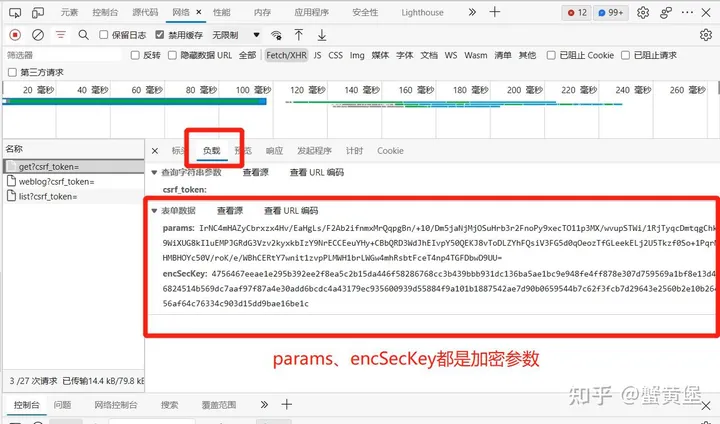 元素 控制台 源代码 网络 性能 内存 应用程序 安全性 Lighthouse 12 99+
保留日志 禁用缓存 无限制
筛选器 反转 隐藏数据 URL 全部 Fetch/XHR JS CSS Img 媒体 字体 文档 WS Wasm 清单 其他 已阻止 Cookie 已阻止请求
第三方请求
20 毫秒 40 毫秒 60 毫秒 80 毫秒 100 毫秒 120 毫秒 140 毫秒 160 毫秒 180 毫秒 200 毫秒 220 毫秒 240 毫秒 260 毫秒
名称 负载 预览 响应 发起程序 计时 Cookie
get?csrf_token=
weblog?csrf_token=
list?csrf_token=
查询字符串参数 查看源 查看 URL 编码
csrf_token:
表单数据 查看源 查看 URL 编码
params: IrNC4mHAZyCbrxzx4Hv/EaHgLs/F2Ab2ifnmxMrQqpgBn/+10/Dm5jaNjMjOSuHrb3r2FnoPy9xecTO11p3MX/wvupSTWi/1RjTyqcDmtqgChk
9WiXUG8kI1uEMPJGRdG3Vzv2kyxkbIzY9NrECCEeuYHy+CBbQRD3WdJhEIvpY50QEKJ8vToDLZYhFQsiV3FG5d0qOeozTfGLeekELj2U5Tkzf0So+1PqrM
HMBHOYc50V/roK/e/WBhCERtY7wnit1zvpPLMWH1brLWGw4mhRsbtFceT4np4TGFDbwD9UU=
encSecKey: 4756467eeae1e295b392ee2f8ea5c2b15da446f58286768cc3b439bbb931dc136ba5ae1bc9e948fe4ff878e307d759569a1bf8e13d4
6824514b569dc7aaf97f87a4e30add6bcdc4a43179ec935600939d55884f9a101b1887542ae7d90b0659544b7c62f3fcb7d29643e2560b2e10b264
56af64c76334c903d15dd9bae16be1c
params、encSecKey都是加密参数
3 /27 次请求 已传输14.4 kB/79.8 kB
知乎 @蟹黄堡
控制台 问题 网络控制台 搜索 覆盖范围